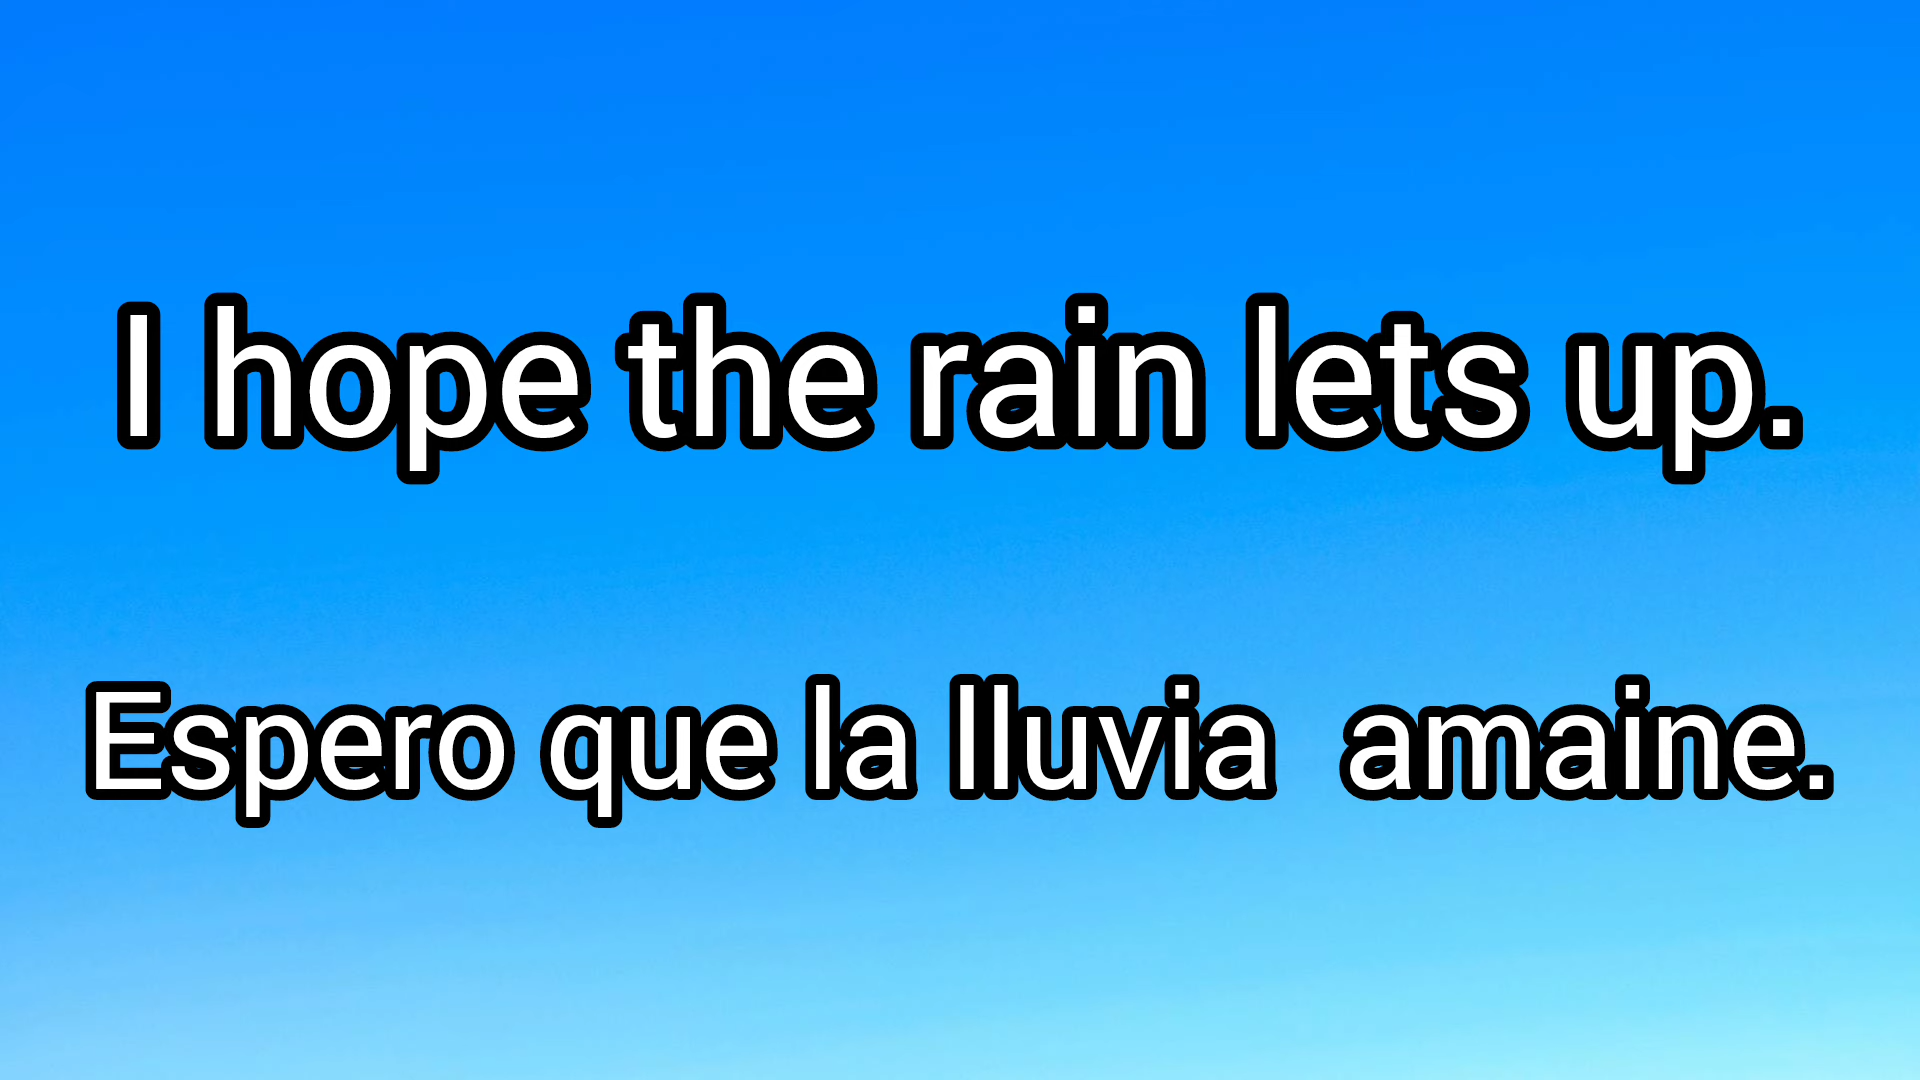 I hope the rain lets up.
Espero que la lluvia  amaine.